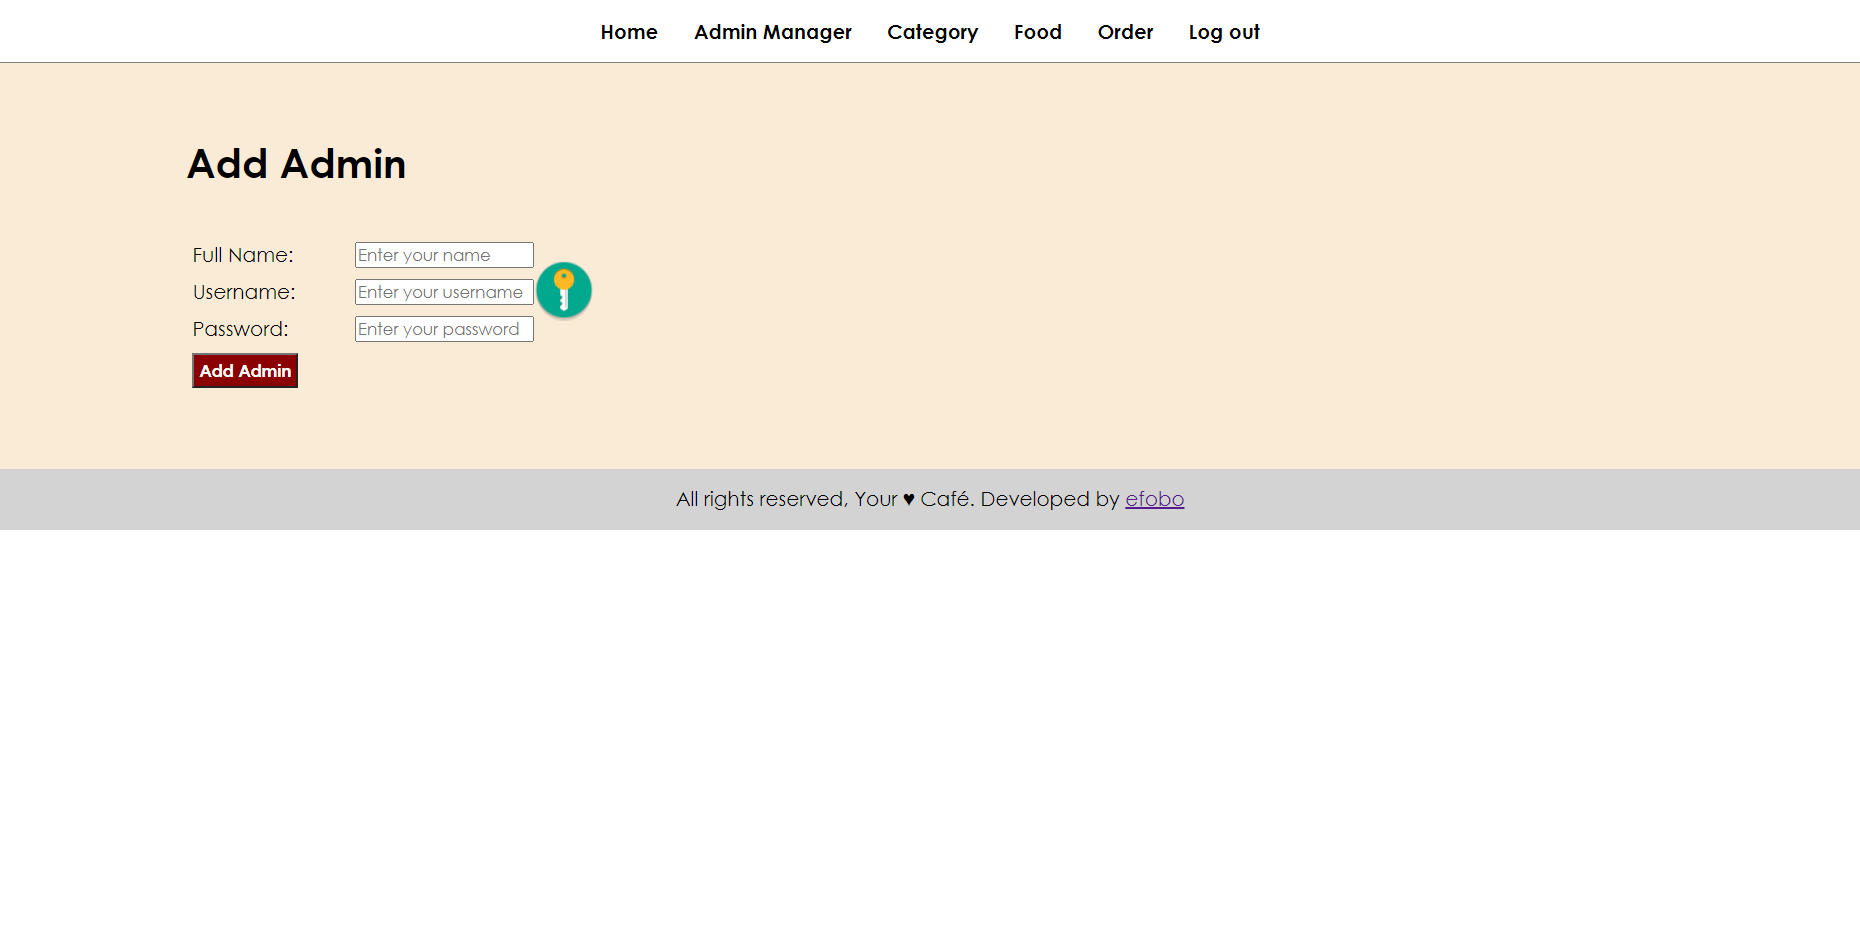 Home Admin Manager Category Food Order Log out
Add Admin
Full Name: Enter your name
Username: Enter your username
Password: Enter your password
Add Admin
All rights reserved, Your ♥ Café. Developed by efobo